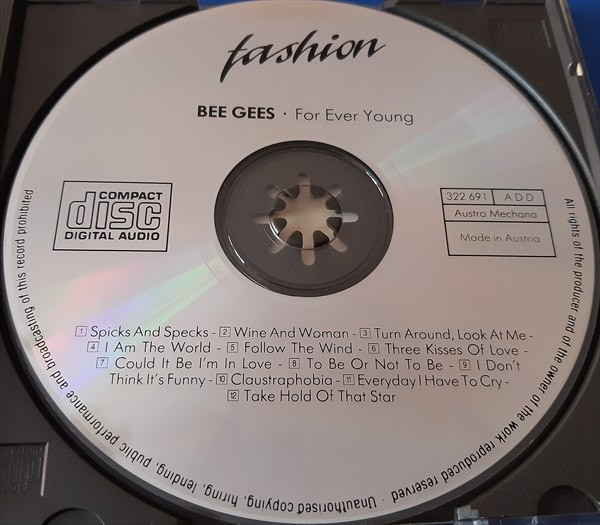 fashion
BEE GEES · For Ever Young
COMPACT
disc
DIGITAL AUDIO
322 691 ADD
Austro Mechana
Made in Austria
1 Spicks And Specks - 2 Wine And Woman - 3 Turn Around, Look At Me -
4 I Am The World - 5 Follow The Wind - 6 Three Kisses Of Love -
7 Could It Be I'm In Love - 8 To Be Or Not To Be - 9 I Don't
Think It's Funny - 10 Claustraphobia - 11 Everyday I Have To Cry -
12 Take Hold Of That Star
All rights of the producer and of the owner of the work reproduced reserved · Unauthorised copying, hiring, lending, public performance and broadcasting of this record prohibited